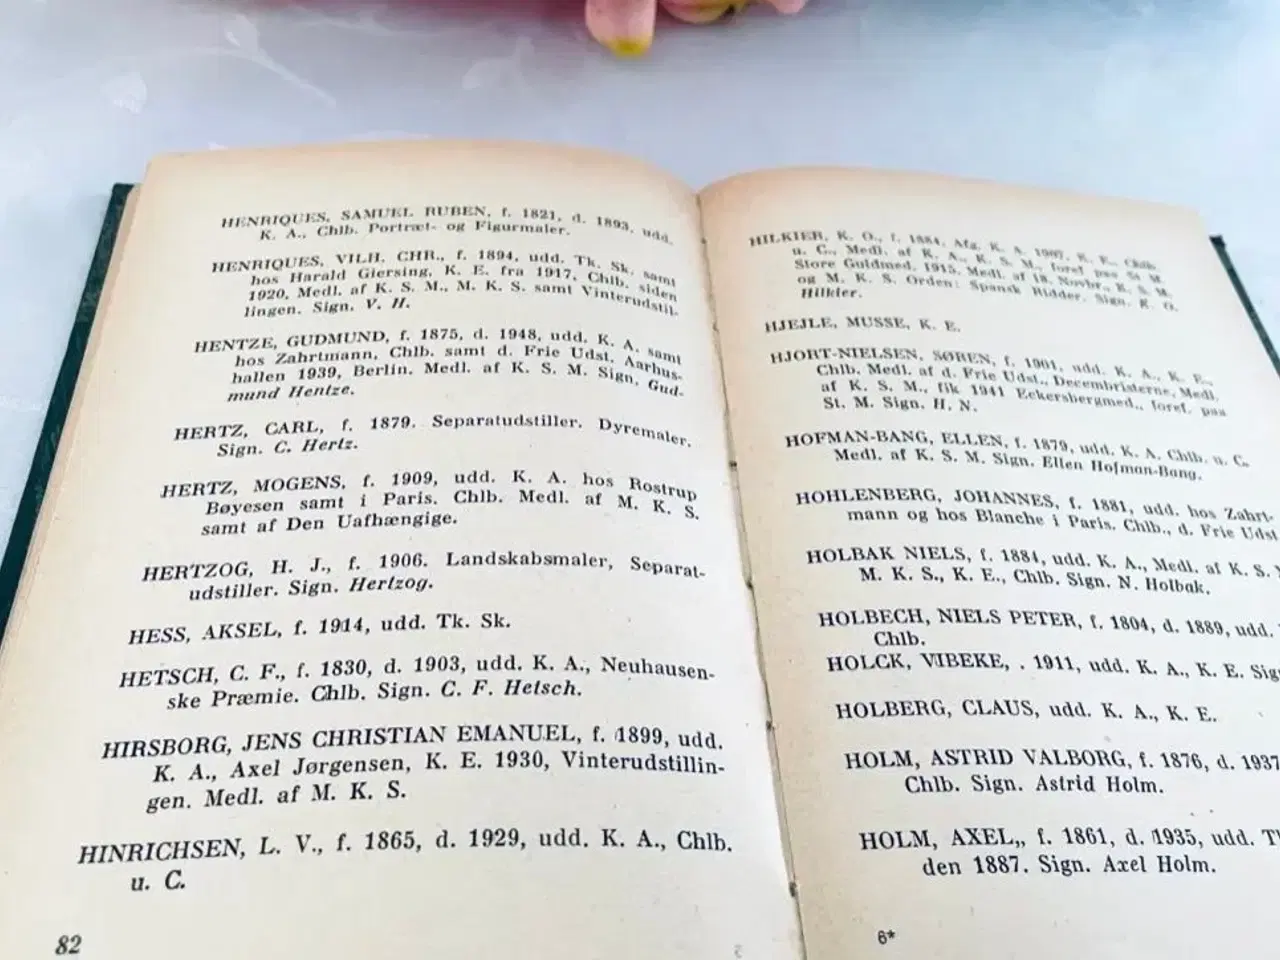 HENRIQUES, SAMUEL RUBEN, f. 1821, d. 1893, udd.
K. A., Chlb. Portræt- og Figurmaler.
HENRIQUES, VILH. CHR., f. 1894, udd. Tk. Sk. samt
hos Harald Giersing, K. E. fra 1917, Chlb. siden
1920, Medl. af K. S. M., M. K. S. samt Vinterudstil-
lingen. Sign. V. H.
HENTZE, GUDMUND, f. 1875, d. 1948, udd. K. A. samt
hos Zahrtmann, Chlb. samt d. Frie Udst. Aarhus-
hallen 1939, Berlin. Medl. af K. S. M. Sign. Gud-
mund Hentze.
HERTZ, CARL, f. 1879. Separatudstiller. Dyremaler.
Sign. C. Hertz.
HERTZ, MOGENS, f. 1909, udd. K. A. hos Rostrup
Bøyesen samt i Paris. Chlb. Medl. af M. K. S.
samt af Den Uafhængige.
HERTZOG, H. J., f. 1906. Landskabsmaler, Separat-
udstiller. Sign. Hertzog.
HESS, AKSEL, f. 1914, udd. Tk. Sk.
HETSCH, C. F., f. 1830, d. 1903, udd. K. A., Neuhausen-
ske Præmie. Chlb. Sign. C. F. Hetsch.
HIRSBORG, JENS CHRISTIAN EMANUEL, f. 1899, udd.
K. A., Axel Jørgensen, K. E. 1930, Vinterudstillin-
gen. Medl. af M. K. S.
HINRICHSEN, L. V., f. 1865, d. 1929, udd. K. A., Chlb.
u. C.
82
HILKIER, K. O., f. 1884, Afg. K. A. 1907, K. E., Chlb.
u. C., Medl. af K. A., K. S. M., foref. paa St M.
Store Guldmed. 1915, Medl. af 18. Novbr., K. S. M.
og M. K. S. Orden: Spansk Ridder. Sign. K. O.
Hilkier.
HJEJLE, MUSSE, K. E.
HJORT-NIELSEN, SØREN, f. 1901, udd. K. A., K. E.,
Chlb. Medl. af d. Frie Udst., Decembristerne, Medl.
af K. S. M., fik 1941 Eckersbergmed., foref. paa
St. M. Sign. H. N.
HOFMAN-BANG, ELLEN, f. 1879, udd. K. A. Chlb. u. C.
Medl. af K. S. M. Sign. Ellen Hofman-Bang.
HOHLENBERG, JOHANNES, f. 1881, udd. hos Zahrt-
mann og hos Blanche i Paris. Chlb., d. Frie Udst
HOLBAK NIELS, f. 1884, udd. K. A., Medl. af K. S.
M. K. S., K. E., Chlb. Sign. N. Holbak.
HOLBECH, NIELS PETER, f. 1804, d. 1889, udd.
Chlb.
HOLCK, VIBEKE, . 1911, udd. K. A., K. E. Sig
HOLBERG, CLAUS, udd. K. A., K. E.
HOLM, ASTRID VALBORG, f. 1876, d. 1937
Chlb. Sign. Astrid Holm.
HOLM, AXEL,, f. 1861, d. 1935, udd. T
den 1887. Sign. Axel Holm.
6*